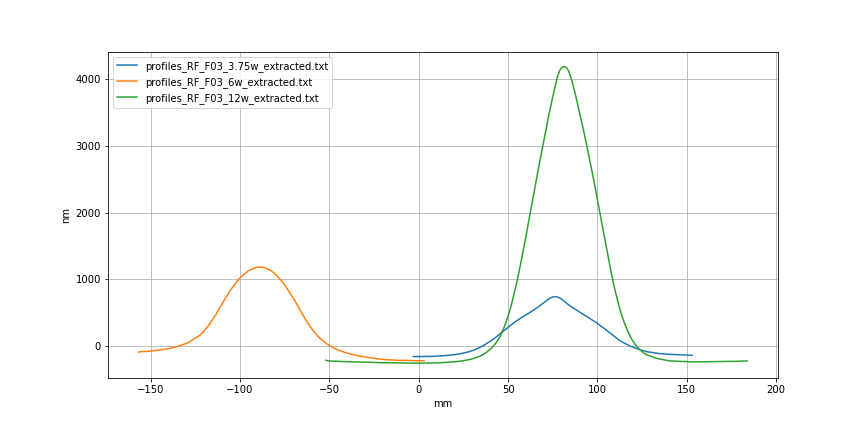 profiles_RF_F03_3.75w_extracted.txt
profiles_RF_F03_6w_extracted.txt
profiles_RF_F03_12w_extracted.txt
4000
3000
2000
1000
0
nm
−150 −100 −50 0 50 100 150 200
mm